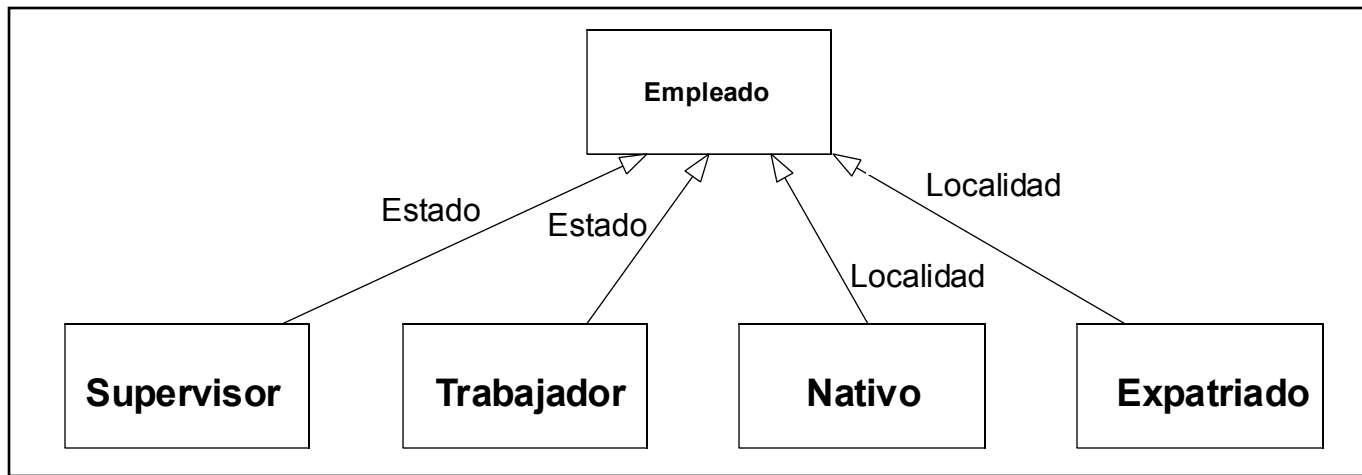 Empleado
Localidad
Estado
Estado
Localidad
Supervisor
Trabajador
Nativo
Expatriado